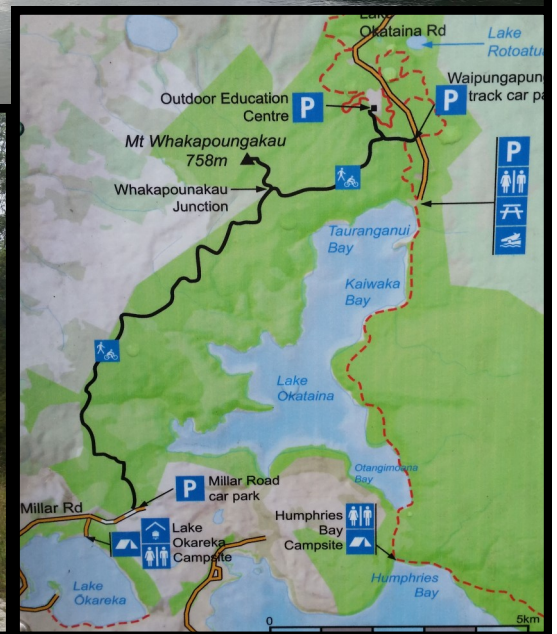 Lake
Okataina Rd
Lake
Rotoatu
Waipungapung
track car pa
P
Outdoor Education
Centre
P
Mt Whakapoungakau
758m
Whakapounakau
Junction
P
Tauranganui
Bay
Kaiwaka
Bay
Lake
Okataina
Otangimoana
Bay
P
Millar Road
car park
Millar Rd
Lake
Okareka
Campsite
Humphries
Bay
Campsite
Lake
Okareka
Humphries
Bay
0
5km